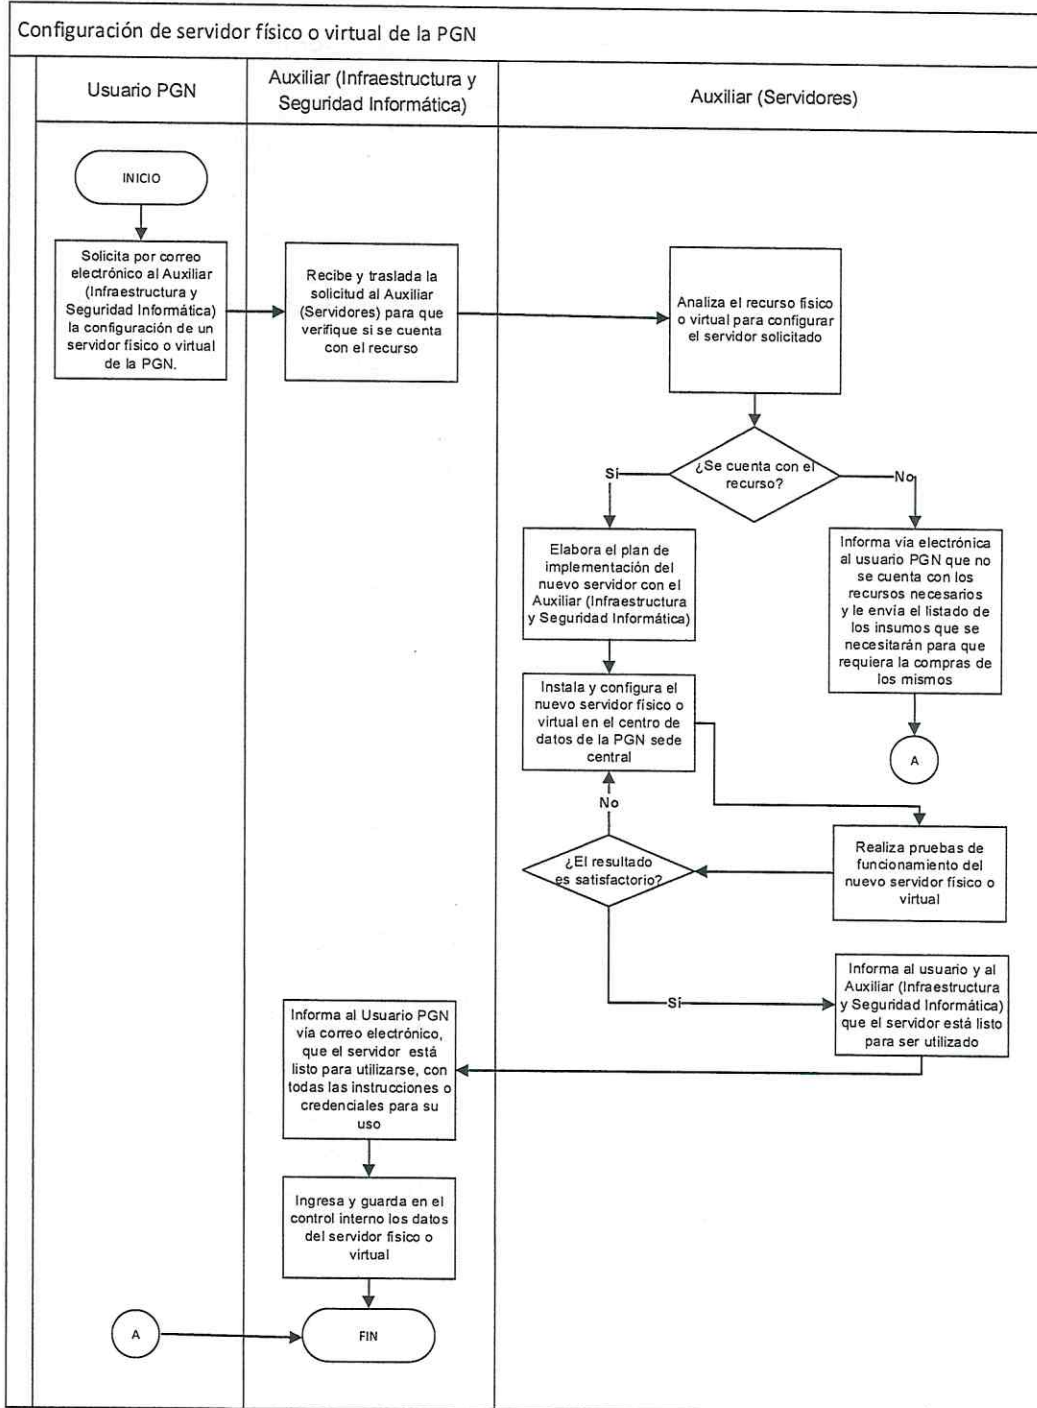 Configuración de servidor físico o virtual de la PGN
Usuario PGN
Auxiliar (Infraestructura y
Seguridad Informática)
Auxiliar (Servidores)
INICIO
Solicita por correo
electrónico al Auxiliar
(Infraestructura y
Seguridad Informática)
la configuración de un
servidor físico o virtual
de la PGN.
Recibe y traslada la
solicitud al Auxiliar
(Servidores) para que
verifique si se cuenta
con el recurso
Analiza el recurso físico
o virtual para configurar
el servidor solicitado
¿Se cuenta con el
recurso?
Sí
No
Elabora el plan de
implementación del
nuevo servidor con el
Auxiliar (Infraestructura
y Seguridad Informática)
Informa vía electrónica
al usuario PGN que no
se cuenta con los
recursos necesarios
y le envía el listado de
los insumos que se
necesitarán para que
requiera la compras de
los mismos
Instala y configura el
nuevo servidor físico o
virtual en el centro de
datos de la PGN sede
central
A
No
¿El resultado
es satisfactorio?
Realiza pruebas de
funcionamiento del
nuevo servidor físico o
virtual
Sí
Informa al usuario y al
Auxiliar (Infraestructura
y Seguridad Informática)
que el servidor está listo
para ser utilizado
Informa al Usuario PGN
vía correo electrónico,
que el servidor está
listo para utilizarse, con
todas las instrucciones o
credenciales para su
uso
Ingresa y guarda en el
control interno los datos
del servidor físico o
virtual
A
FIN